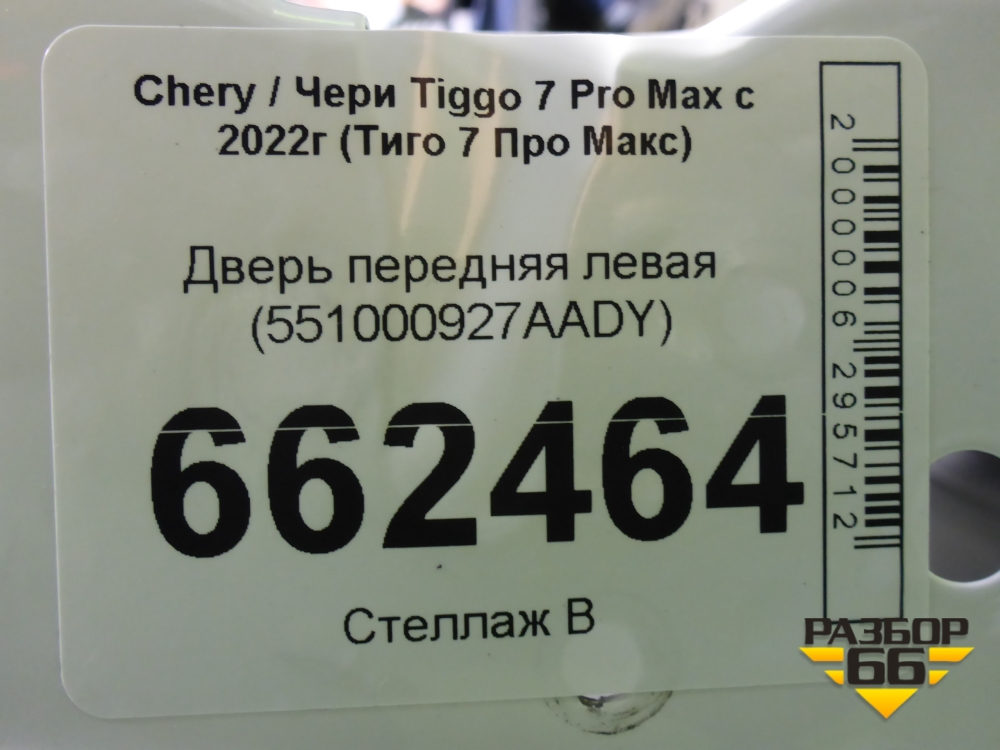 Chery / Чери Tiggo 7 Pro Max с
2022г (Тиго 7 Про Макс)
Дверь передняя левая
(551000927AADY)
662464
Стеллаж В
2000006295712
РАЗБОР
66